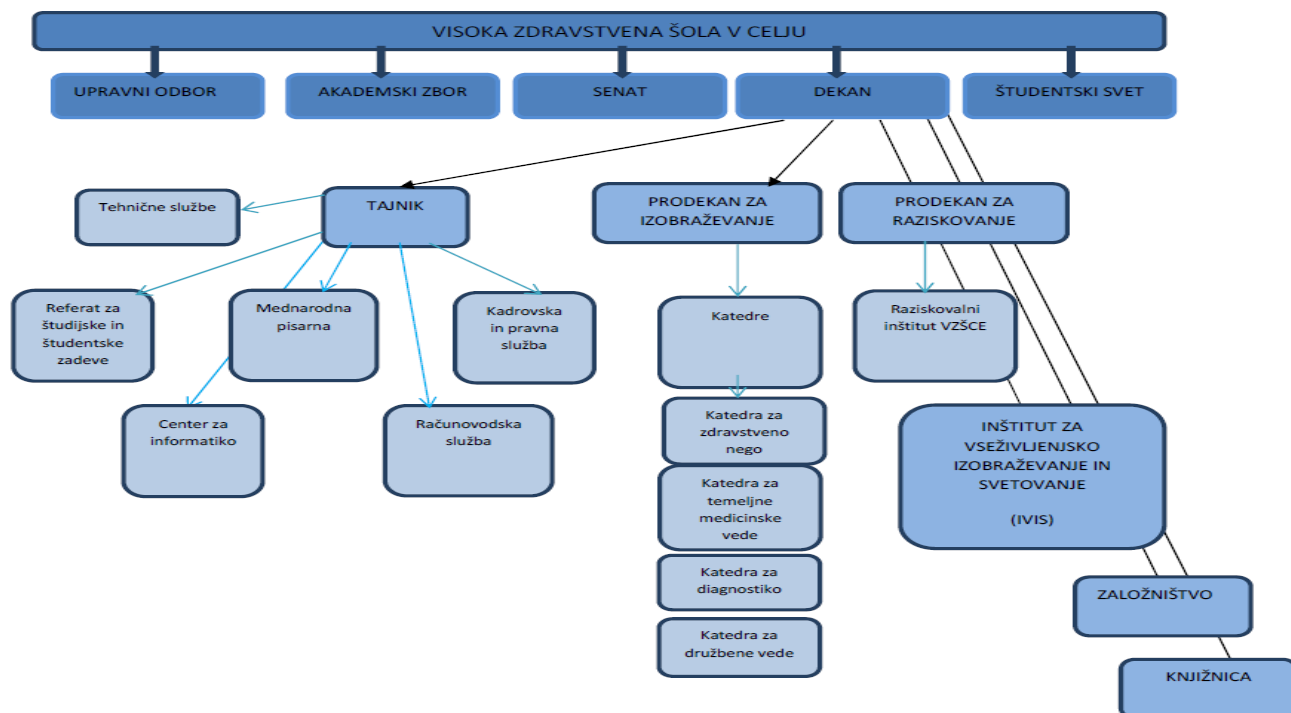 VISOKA ZDRAVSTVENA ŠOLA V CELJU
UPRAVNI ODBOR
AKADEMSKI ZBOR
SENAT
DEKAN
ŠTUDENTSKI SVET
Tehnične službe
TAJNIK
PRODEKAN ZA
IZOBRAŽEVANJE
PRODEKAN ZA
RAZISKOVANJE
Referat za
študijske in
študentske
zadeve
Mednarodna
pisarna
Kadrovska
in pravna
služba
Katedre
Raziskovalni
inštitut VZŠCE
Center za
informatiko
Računovodska
služba
Katedra za
zdravstveno
nego
Katedra za
temeljne
medicinske
vede
Katedra za
diagnostiko
Katedra za
družbene vede
INŠTITUT ZA
VSEŽIVLJENJSKO
IZOBRAŽEVANJE IN
SVETOVANJE
(IVIS)
ZALOŽNIŠTVO
KNJIŽNICA